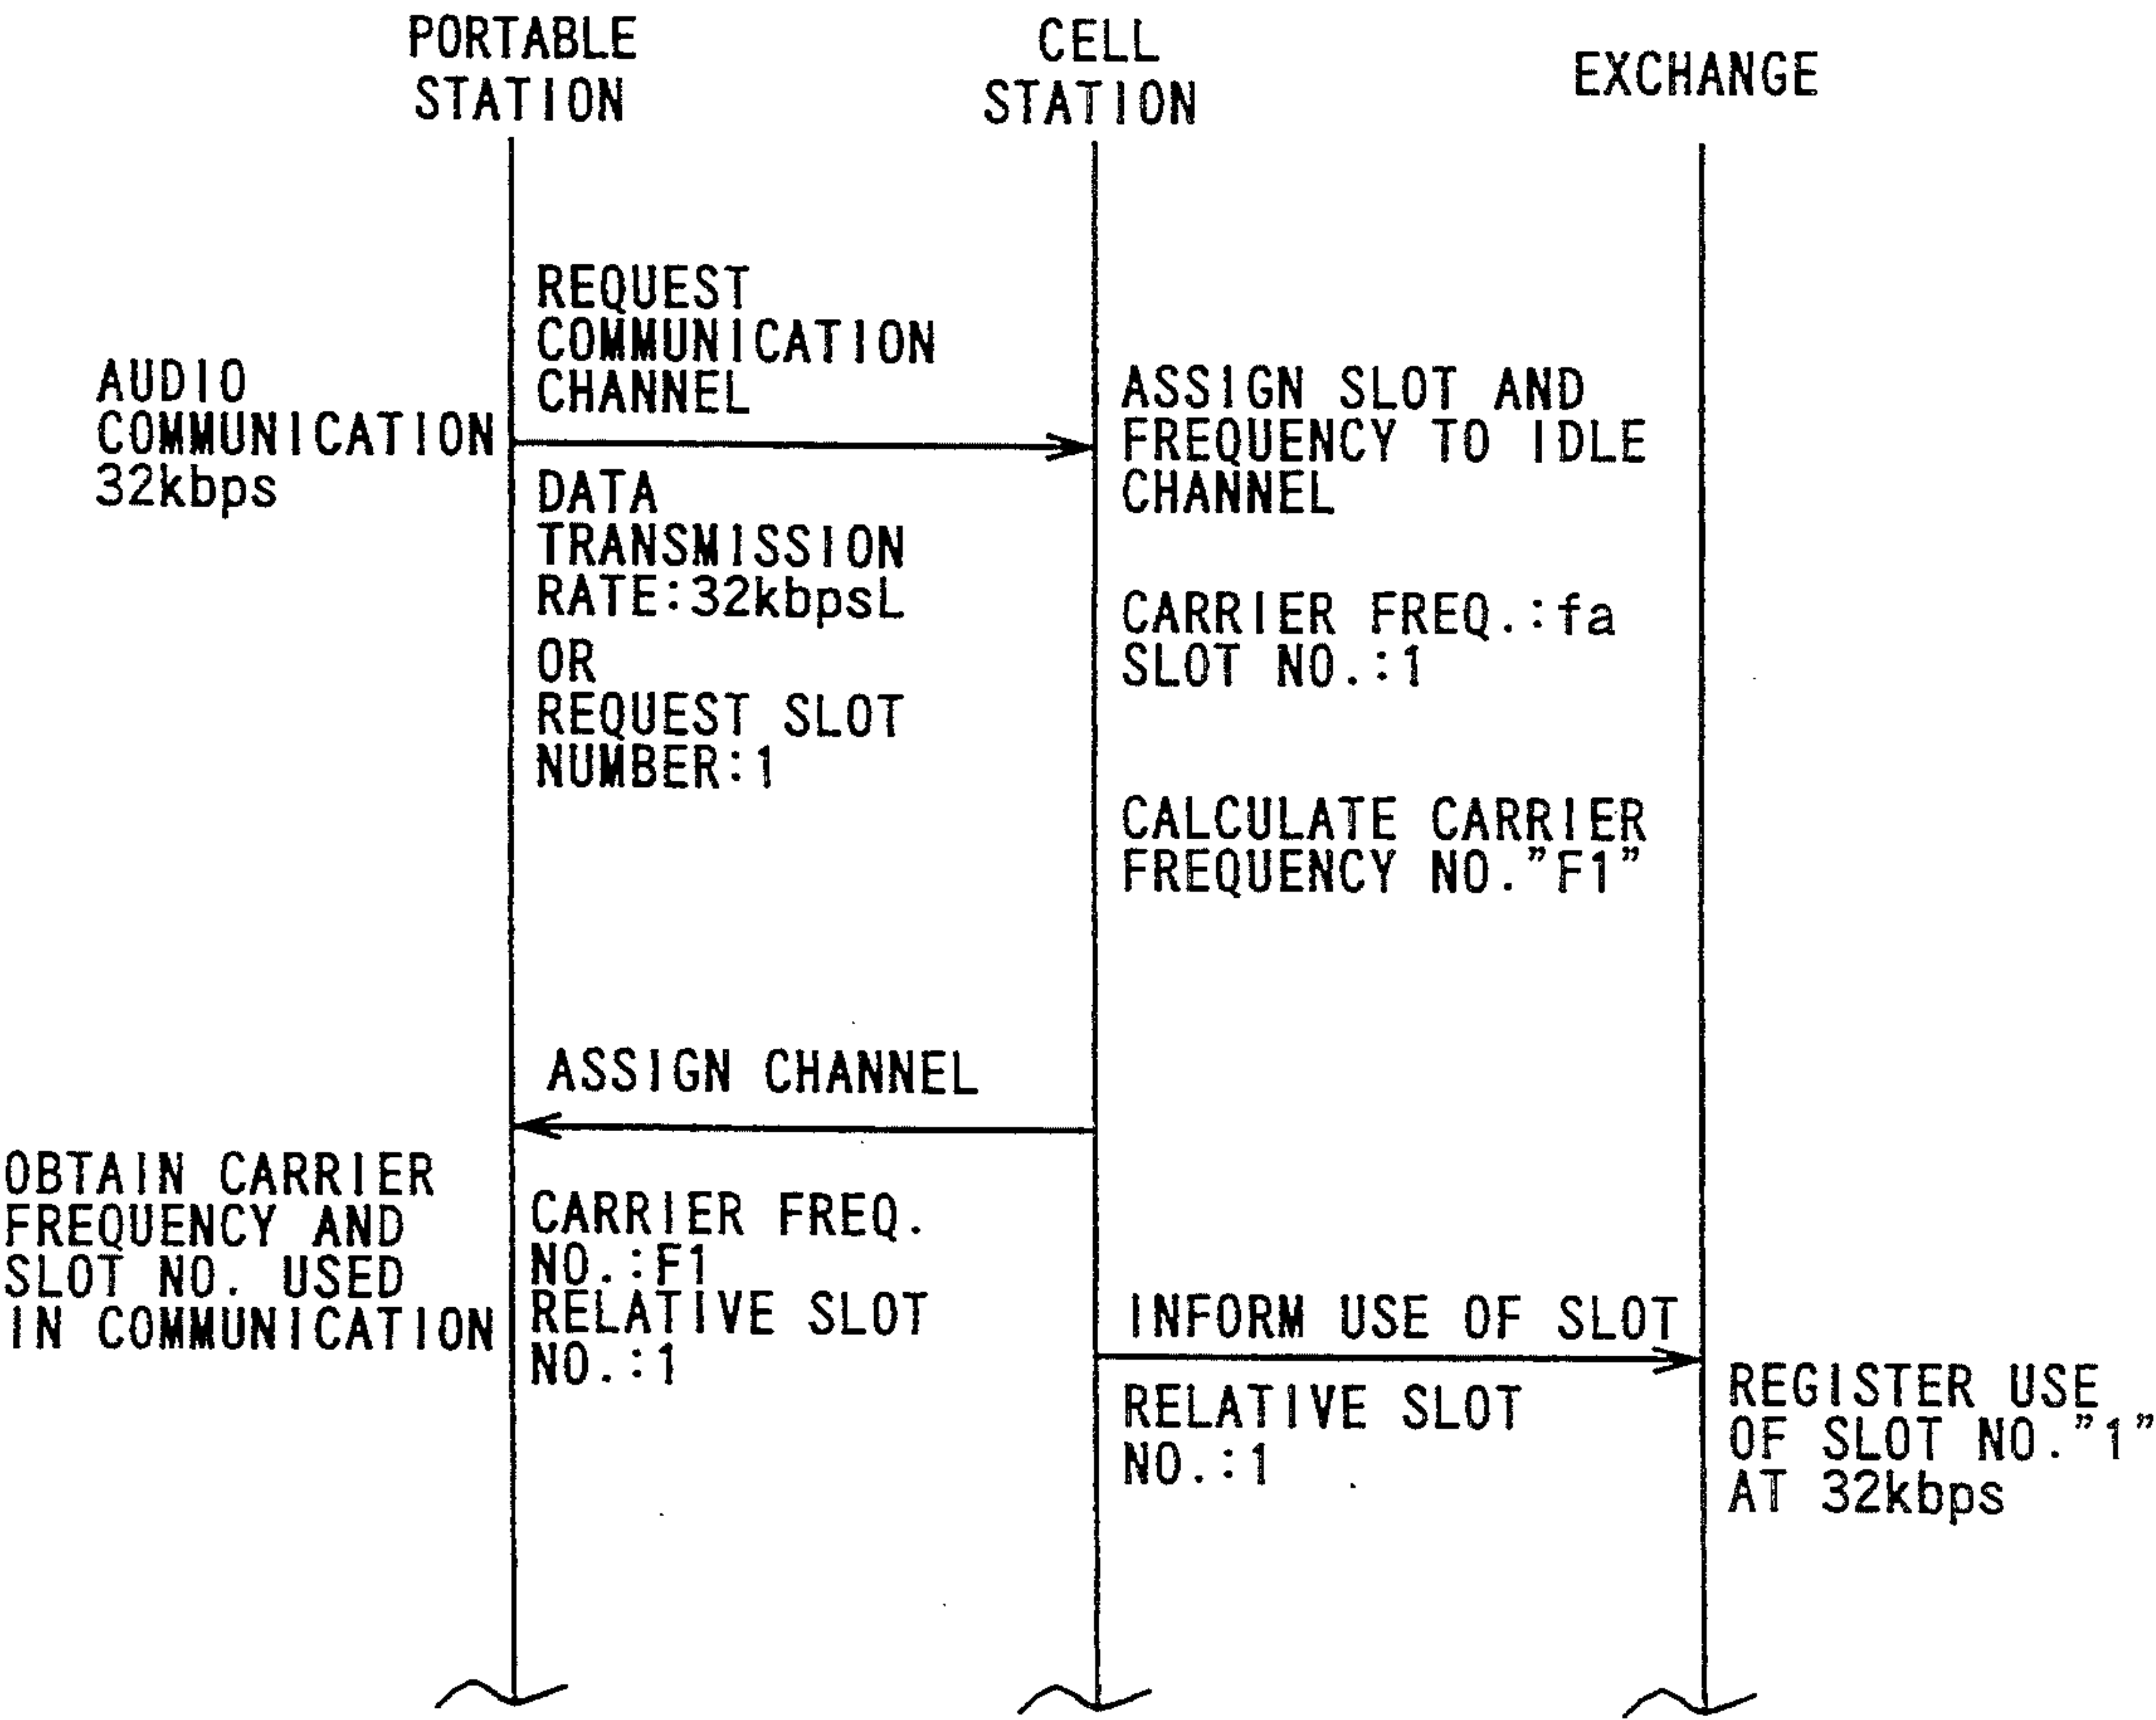 PORTABLE
STATION
CELL
STATION
EXCHANGE
AUDIO
COMMUNICATION
32kbps
REQUEST
COMMUNICATION
CHANNEL
DATA
TRANSMISSION
RATE:32kbpsL
OR
REQUEST SLOT
NUMBER:1
ASSIGN SLOT AND
FREQUENCY TO IDLE
CHANNEL
CARRIER FREQ.:fa
SLOT NO.:1
CALCULATE CARRIER
FREQUENCY NO."F1"
ASSIGN CHANNEL
OBTAIN CARRIER
FREQUENCY AND
SLOT NO. USED
IN COMMUNICATION
CARRIER FREQ.
NO.:F1
RELATIVE SLOT
NO.:1
INFORM USE OF SLOT
RELATIVE SLOT
NO.:1
REGISTER USE
OF SLOT NO."1"
AT 32kbps